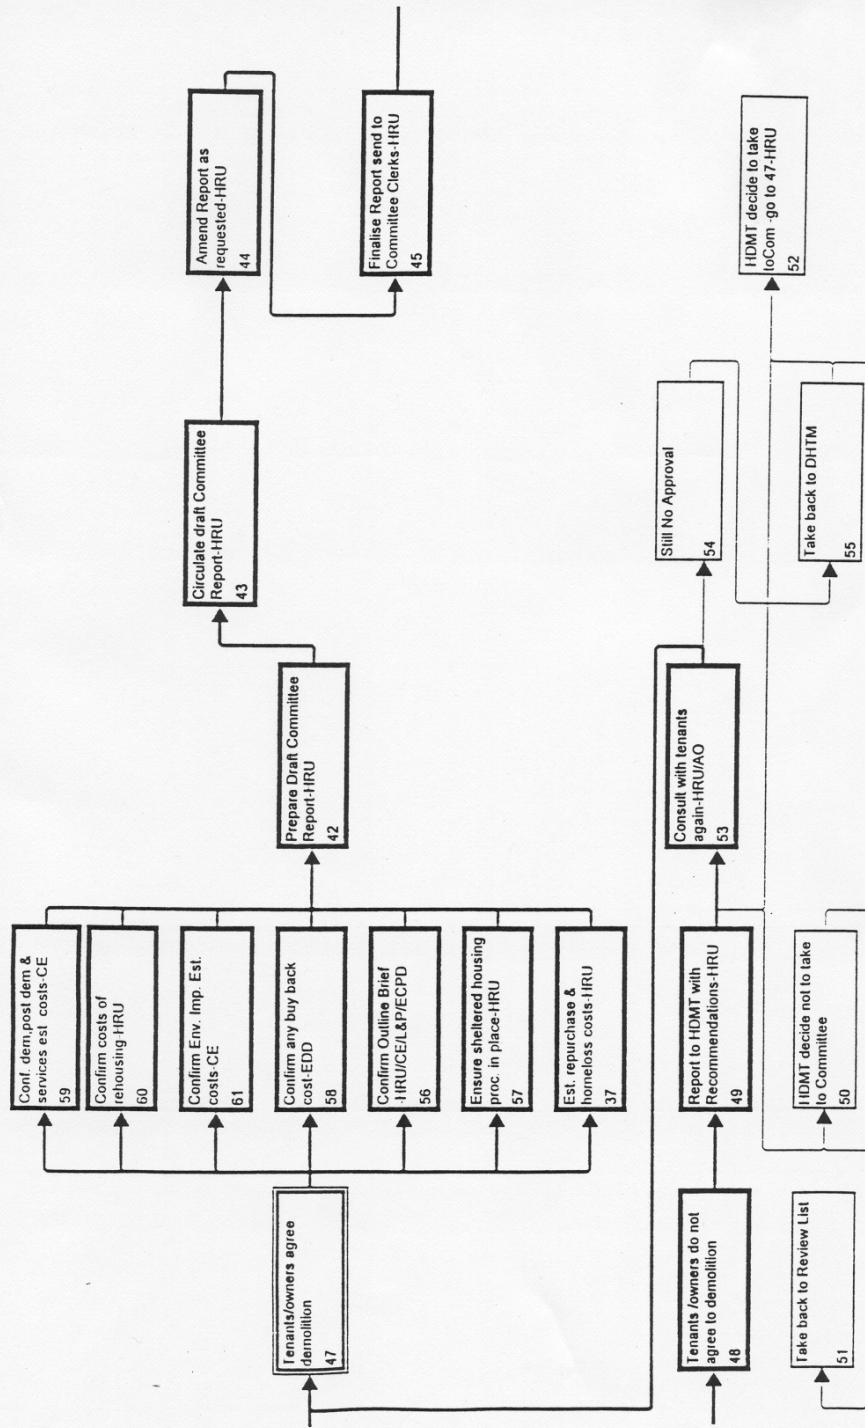 Conf. dem,post dem &
services est costs-CE
59
Confirm costs of
rehousing-HRU
60
Confirm Env. Imp. Est.
costs-CE
61
Tenants/owners agree
demolition
47
Confirm any buy back
cost-EDD
58
Confirm Outline Brief
-HRU/CE/L&P/ECPD
56
Ensure sheltered housing
proc. in place-HRU
57
Est. repurchase &
homeloss costs-HRU
37
Prepare Draft Committee
Report-HRU
42
Circulate draft Committee
Report-HRU
43
Amend Report as
requested-HRU
44
Finalise Report send to
Committee Clerks-HRU
45
Tenants /owners do not
agree to demolition
48
Report to HDMT with
Recommendations-HRU
49
Consult with tenants
again-HRU/AO
53
Still No Approval
54
HDMT decide to take
toCom -go to 47-HRU
52
Take back to Review List
51
HDMT decide not to take
to Committee
50
Take back to DHTM
55